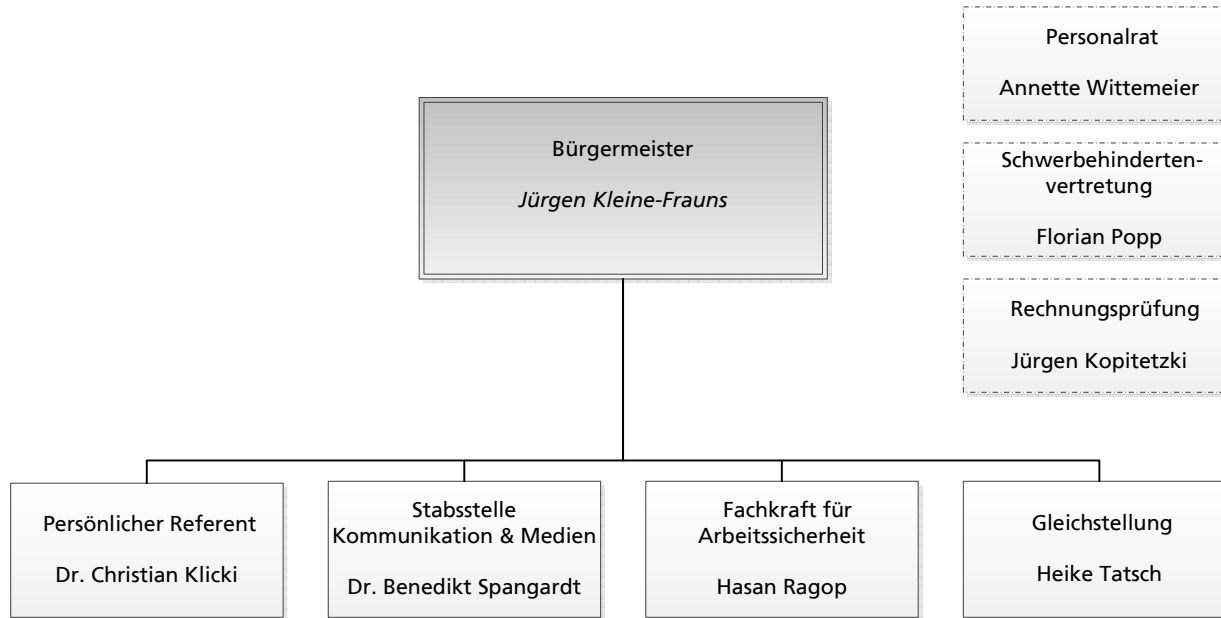 Personalrat
Annette Wittemeier
Bürgermeister
Jürgen Kleine-Frauns
Schwerbehinderten-
vertretung
Florian Popp
Rechnungsprüfung
Jürgen Kopitetzki
Persönlicher Referent
Dr. Christian Klicki
Stabsstelle
Kommunikation & Medien
Dr. Benedikt Spangardt
Fachkraft für
Arbeitssicherheit
Hasan Ragop
Gleichstellung
Heike Tatsch